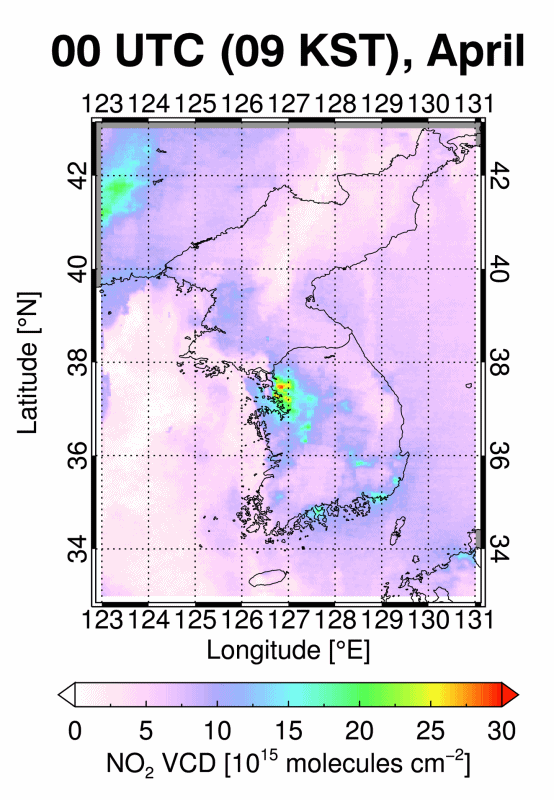 00 UTC (09 KST), April
123 124 125 126 127 128 129 130 131
42 42
40 40
38 38
36 36
34 34
Latitude [°N]
123 124 125 126 127 128 129 130 131
Longitude [°E]
0 5 10 15 20 25 30
NO₂ VCD [10¹⁵ molecules cm⁻²]